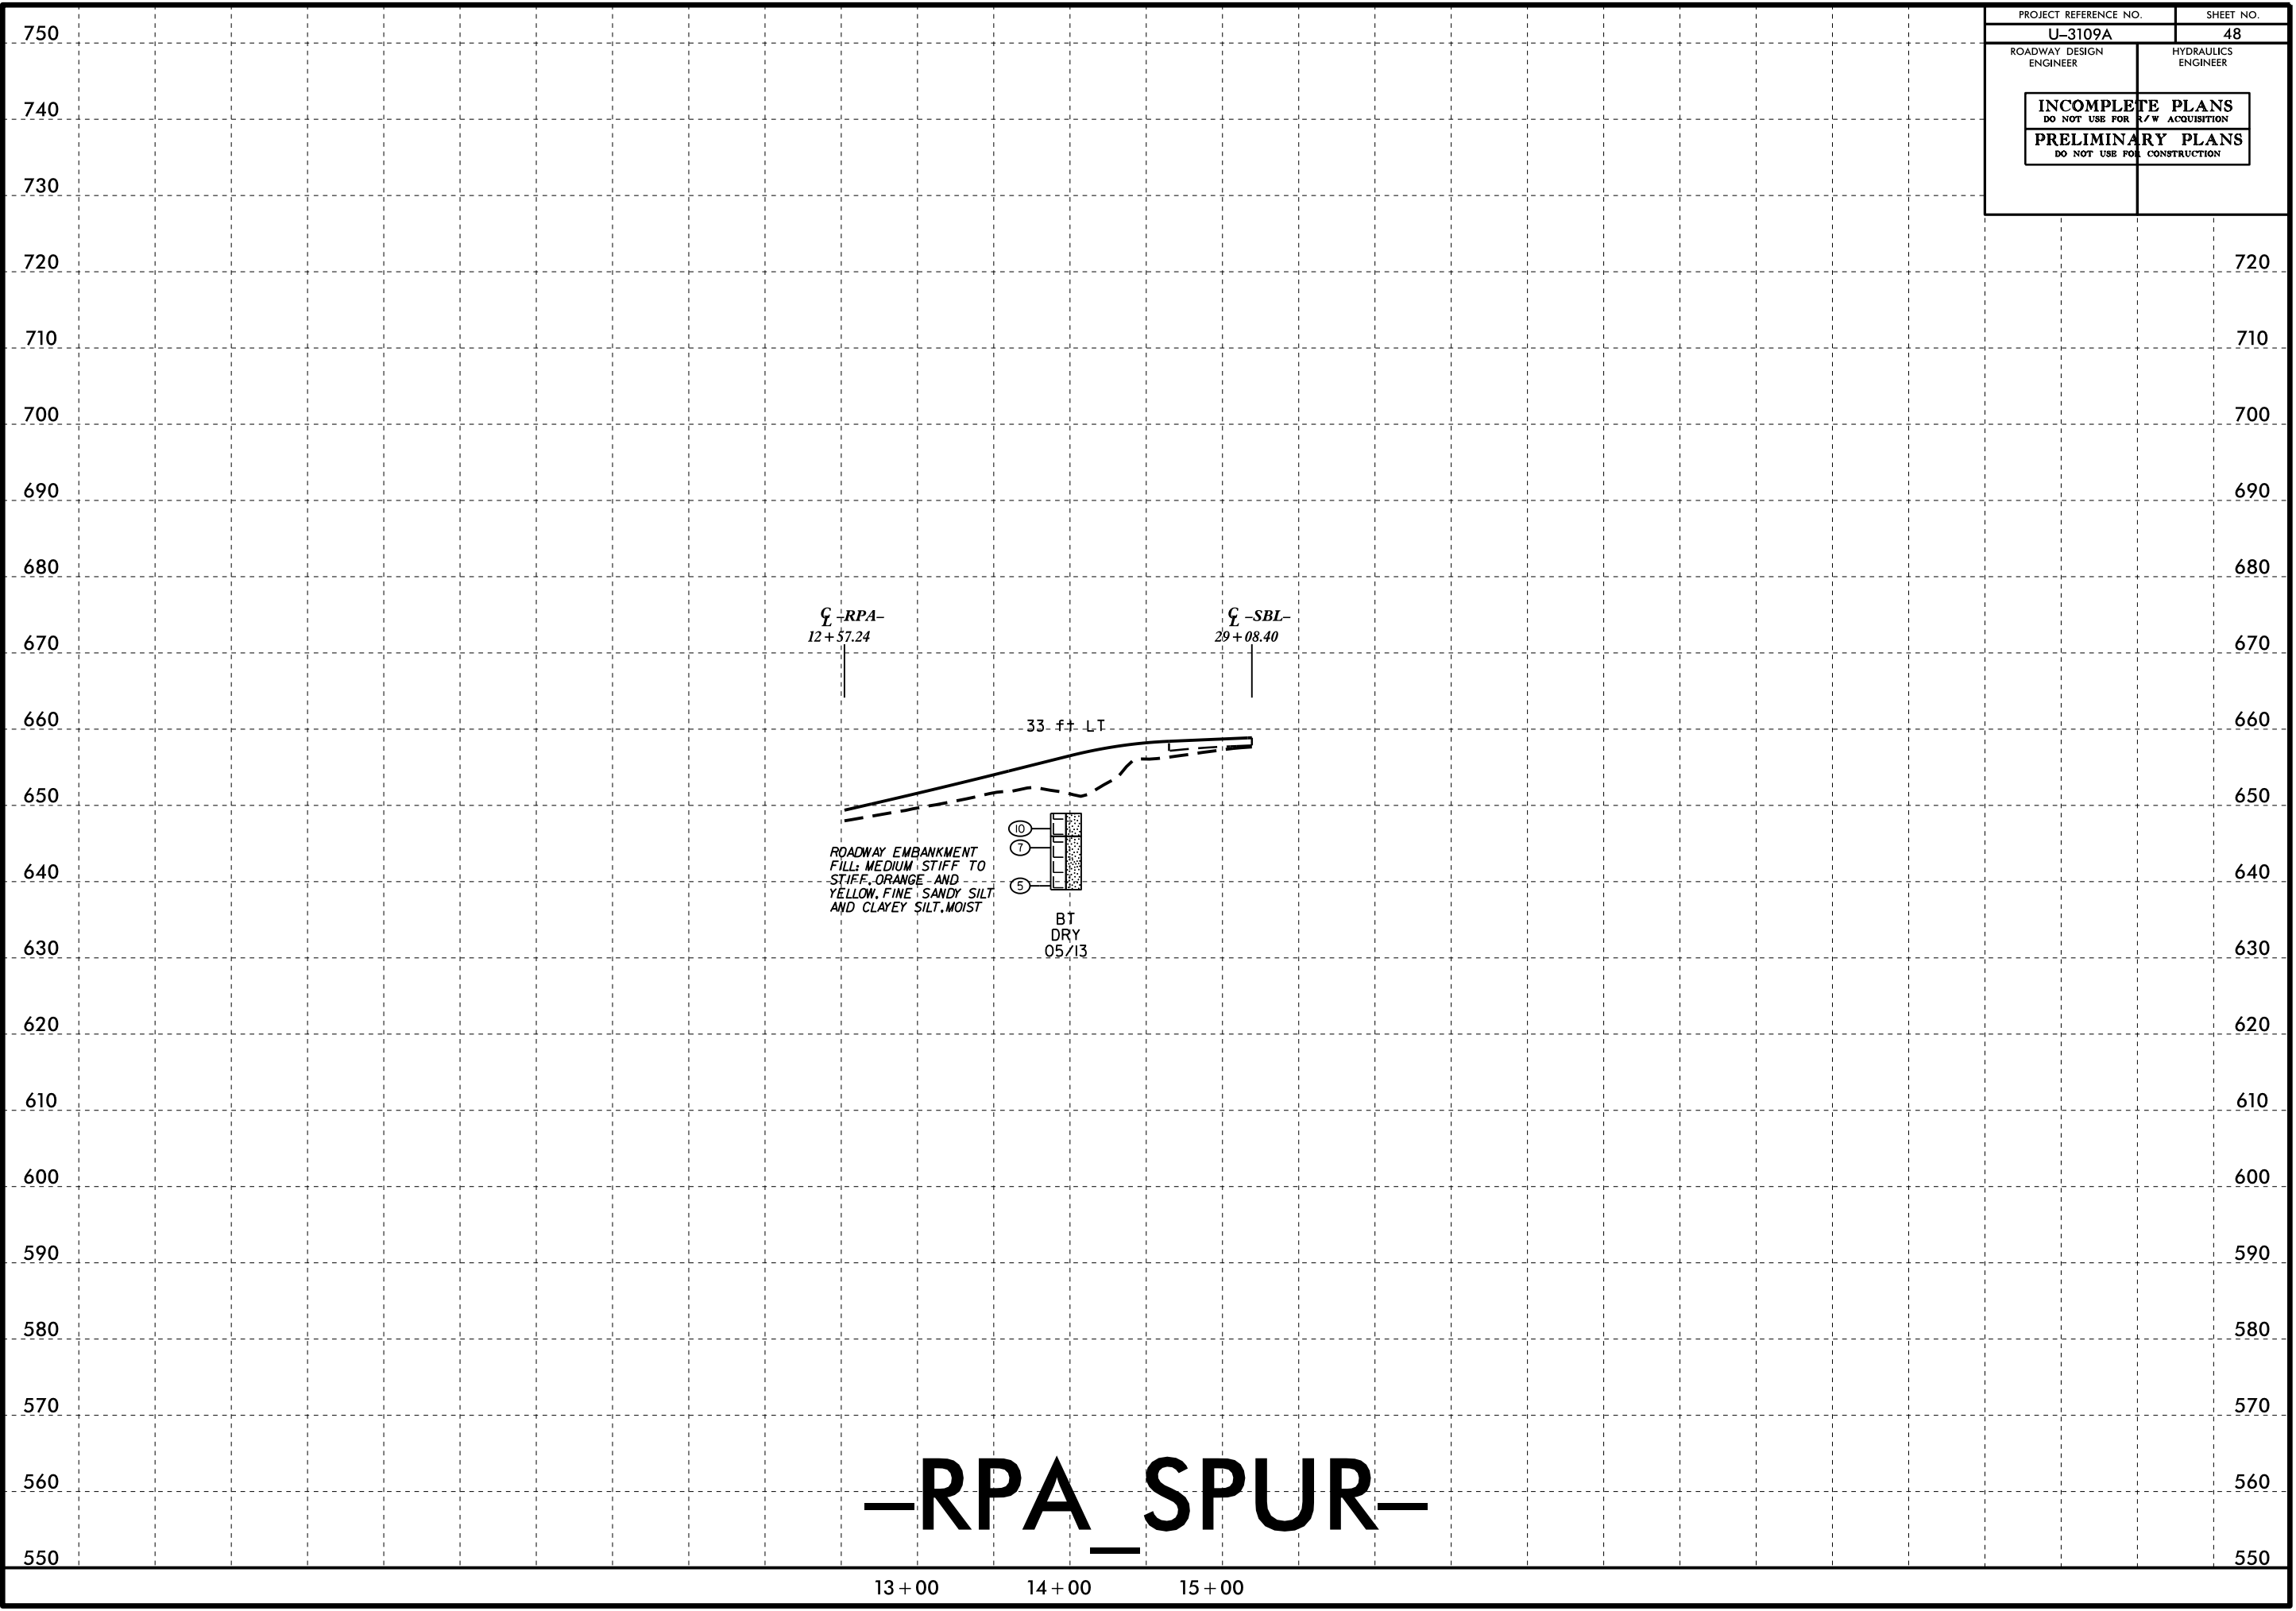 PROJECT REFERENCE NO. SHEET NO.
U–3109A 48
ROADWAY DESIGN ENGINEER
HYDRAULICS ENGINEER
INCOMPLETE PLANS
DO NOT USE FOR R/W ACQUISITION
PRELIMINARY PLANS
DO NOT USE FOR CONSTRUCTION
750
740
730
720 720
710 710
700 700
690 690
680 680
℄ –RPA– ℄ –SBL–
12+57.24 29+08.40
670 670
660 660
33 ft LT
650 650
10
7
5
ROADWAY EMBANKMENT
FILL: MEDIUM STIFF TO
STIFF, ORANGE AND
YELLOW, FINE SANDY SILT
AND CLAYEY SILT, MOIST
640 640
BT
DRY
05/13
630 630
620 620
610 610
600 600
590 590
580 580
570 570
560 560
–RPA_SPUR–
550 550
13+00 14+00 15+00